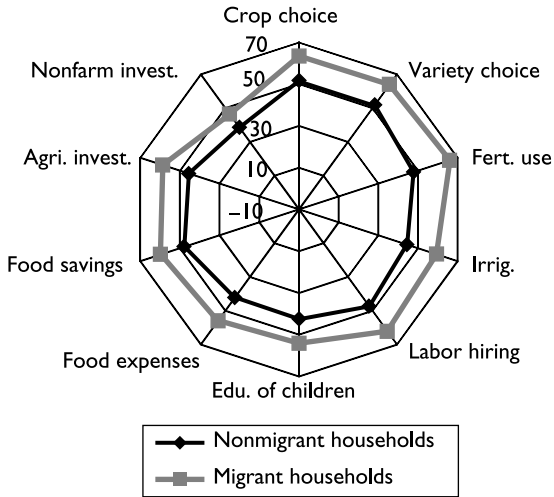 Crop choice
70
Nonfarm invest.
Variety choice
50
30
Agri. invest.
Fert. use
10
−10
Food savings
Irrig.
Food expenses
Labor hiring
Edu. of children
Nonmigrant households
Migrant households